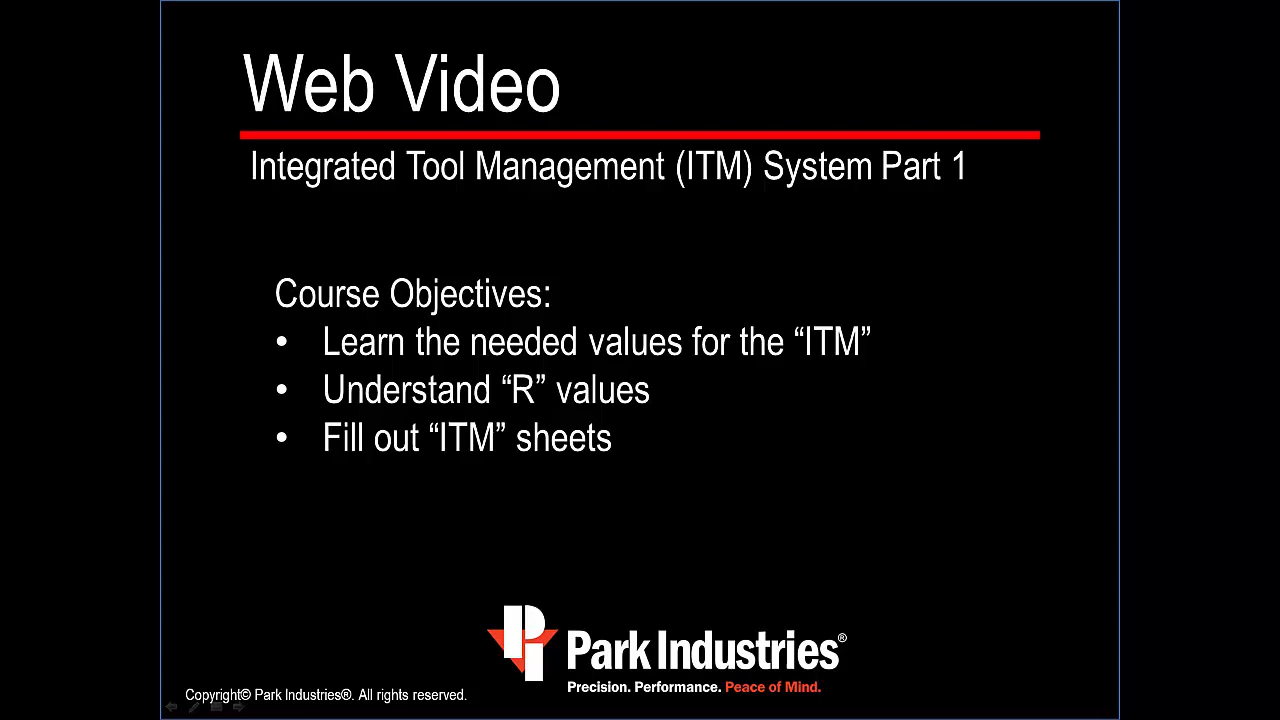 Web Video
Integrated Tool Management (ITM) System Part 1
Course Objectives:
• Learn the needed values for the “ITM”
• Understand “R” values
• Fill out “ITM” sheets
Park Industries®
Precision. Performance. Peace of Mind.
Copyright© Park Industries®. All rights reserved.